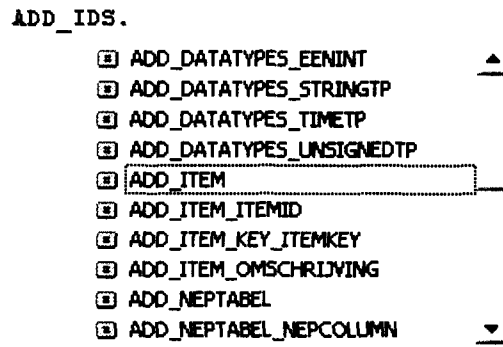 ADD_IDS.
ADD_DATATYPES_EENINT
ADD_DATATYPES_STRINGTP
ADD_DATATYPES_TIMETP
ADD_DATATYPES_UNSIGNEDTP
ADD_ITEM
ADD_ITEM_ITEMID
ADD_ITEM_KEY_ITEMKEY
ADD_ITEM_OMSCHRIJVING
ADD_NEPTABEL
ADD_NEPTABEL_NEPCOLUMN